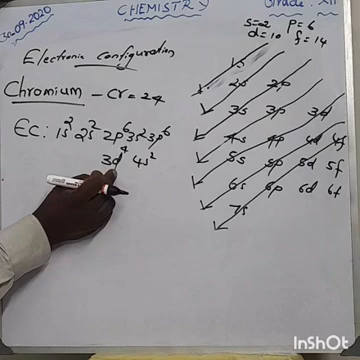 30.09.2020
CHEMISTRY
Grade: XII
s=2 p=6
d=10 f=14
Electronic configuration
Chromium - Cr = 24
EC: 1s² 2s² 2p⁶ 3s² 3p⁶
3d⁴ 4s²
1s
2s 2p
3s 3p 3d
4s 4p 4d 4f
5s 5p 5d 5f
6s 6p 6d 6f
7s
InShOt